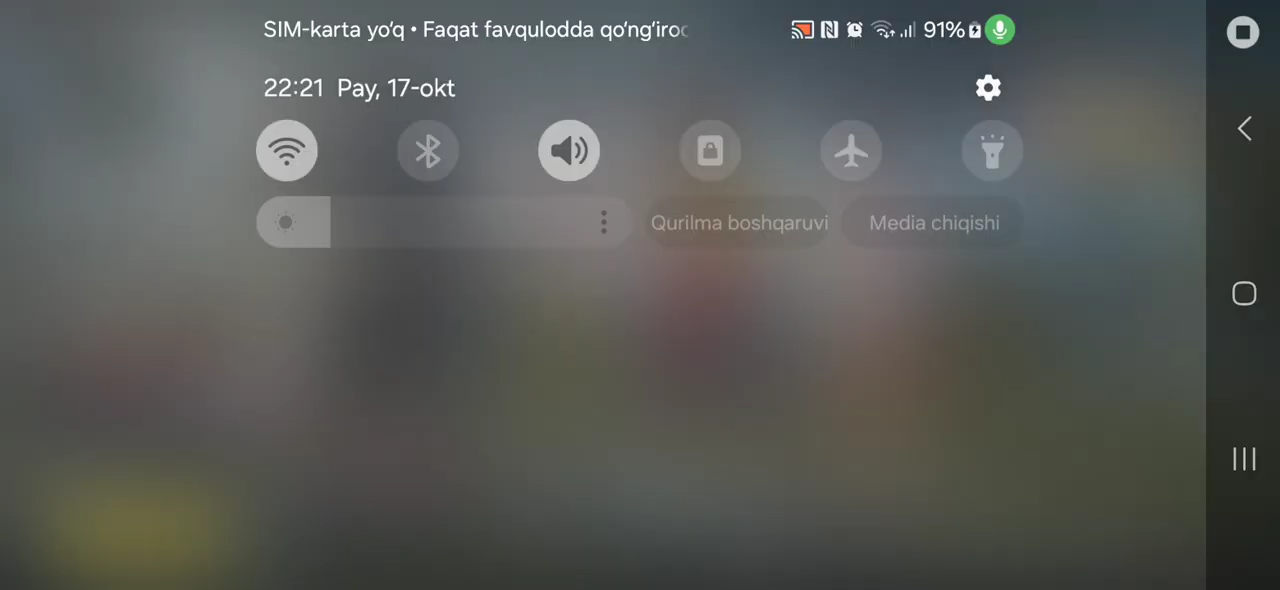 SIM-karta yo‘q • Faqat favqulodda qo‘ng‘iroq
91%
22:21 Pay, 17-okt
Qurilma boshqaruvi
Media chiqishi